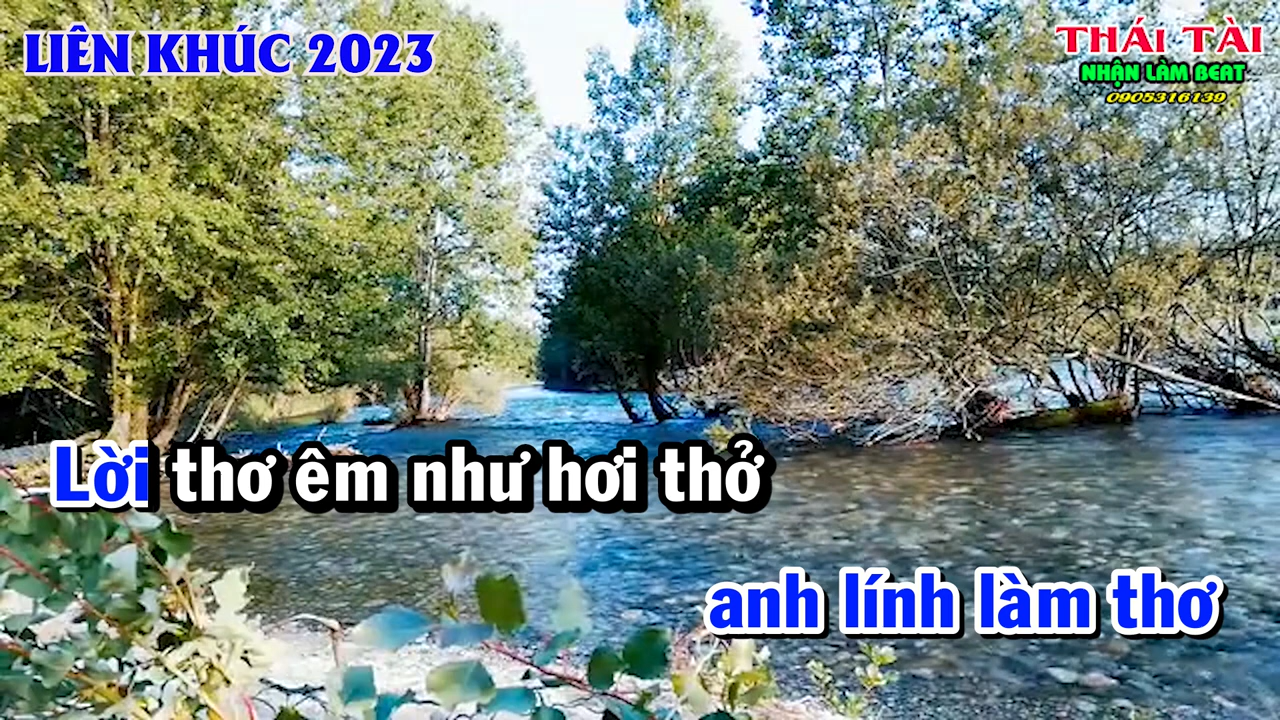 LIÊN KHÚC 2023
THÁI TÀI
NHẬN LÀM BEAT
0905316139
Lời thơ êm như hơi thở
anh lính làm thơ